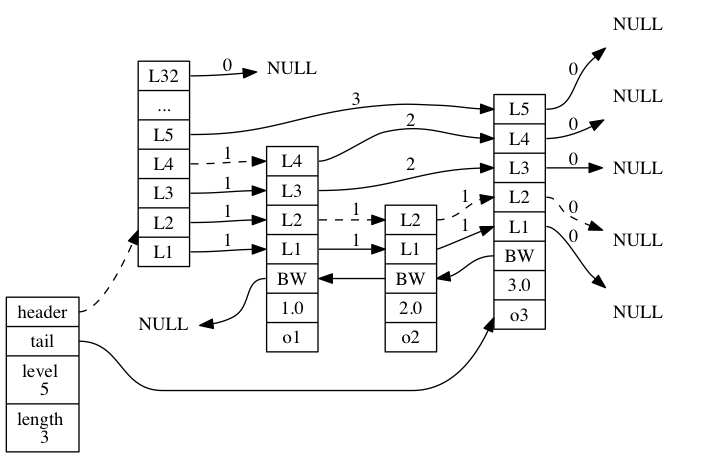 NULL
L32
0
NULL
0
...
3
L5
NULL
L5
L4
1
L4
2
L4
0
L3
1
L3
2
L3
0
NULL
L2
1
L2
1
L2
1
L2
0
L1
1
L1
1
L1
1
L1
0
NULL
BW
BW
BW
header
NULL
1.0
2.0
3.0
NULL
tail
o1
o2
o3
level
5
length
3